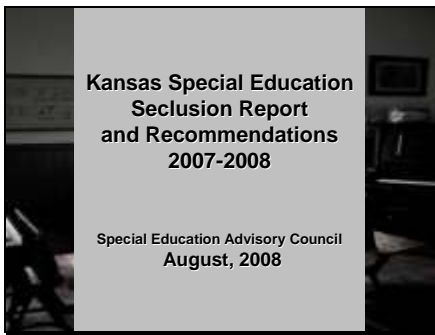 Kansas Special Education
Seclusion Report
and Recommendations
2007-2008
Special Education Advisory Council
August, 2008